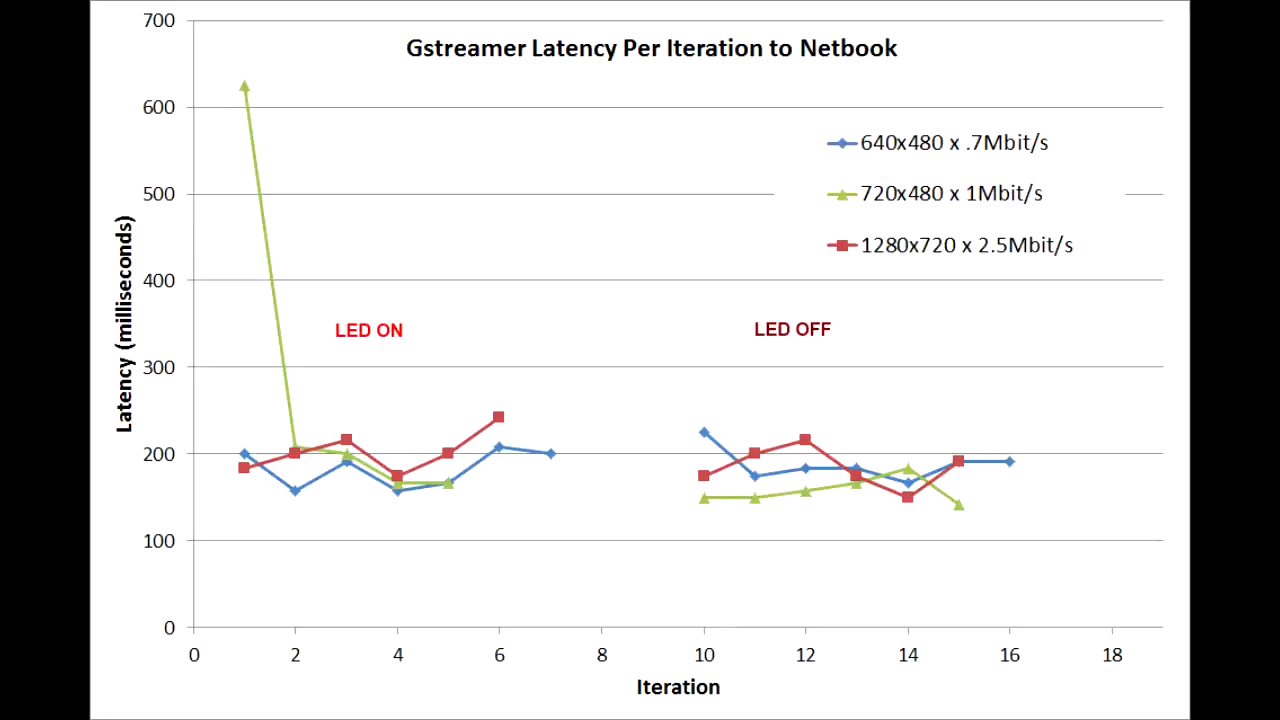 Gstreamer Latency Per Iteration to Netbook
700
600
500
400
300
200
100
0
Latency (milliseconds)
640x480 x .7Mbit/s
720x480 x 1Mbit/s
1280x720 x 2.5Mbit/s
LED ON
LED OFF
0 2 4 6 8 10 12 14 16 18
Iteration